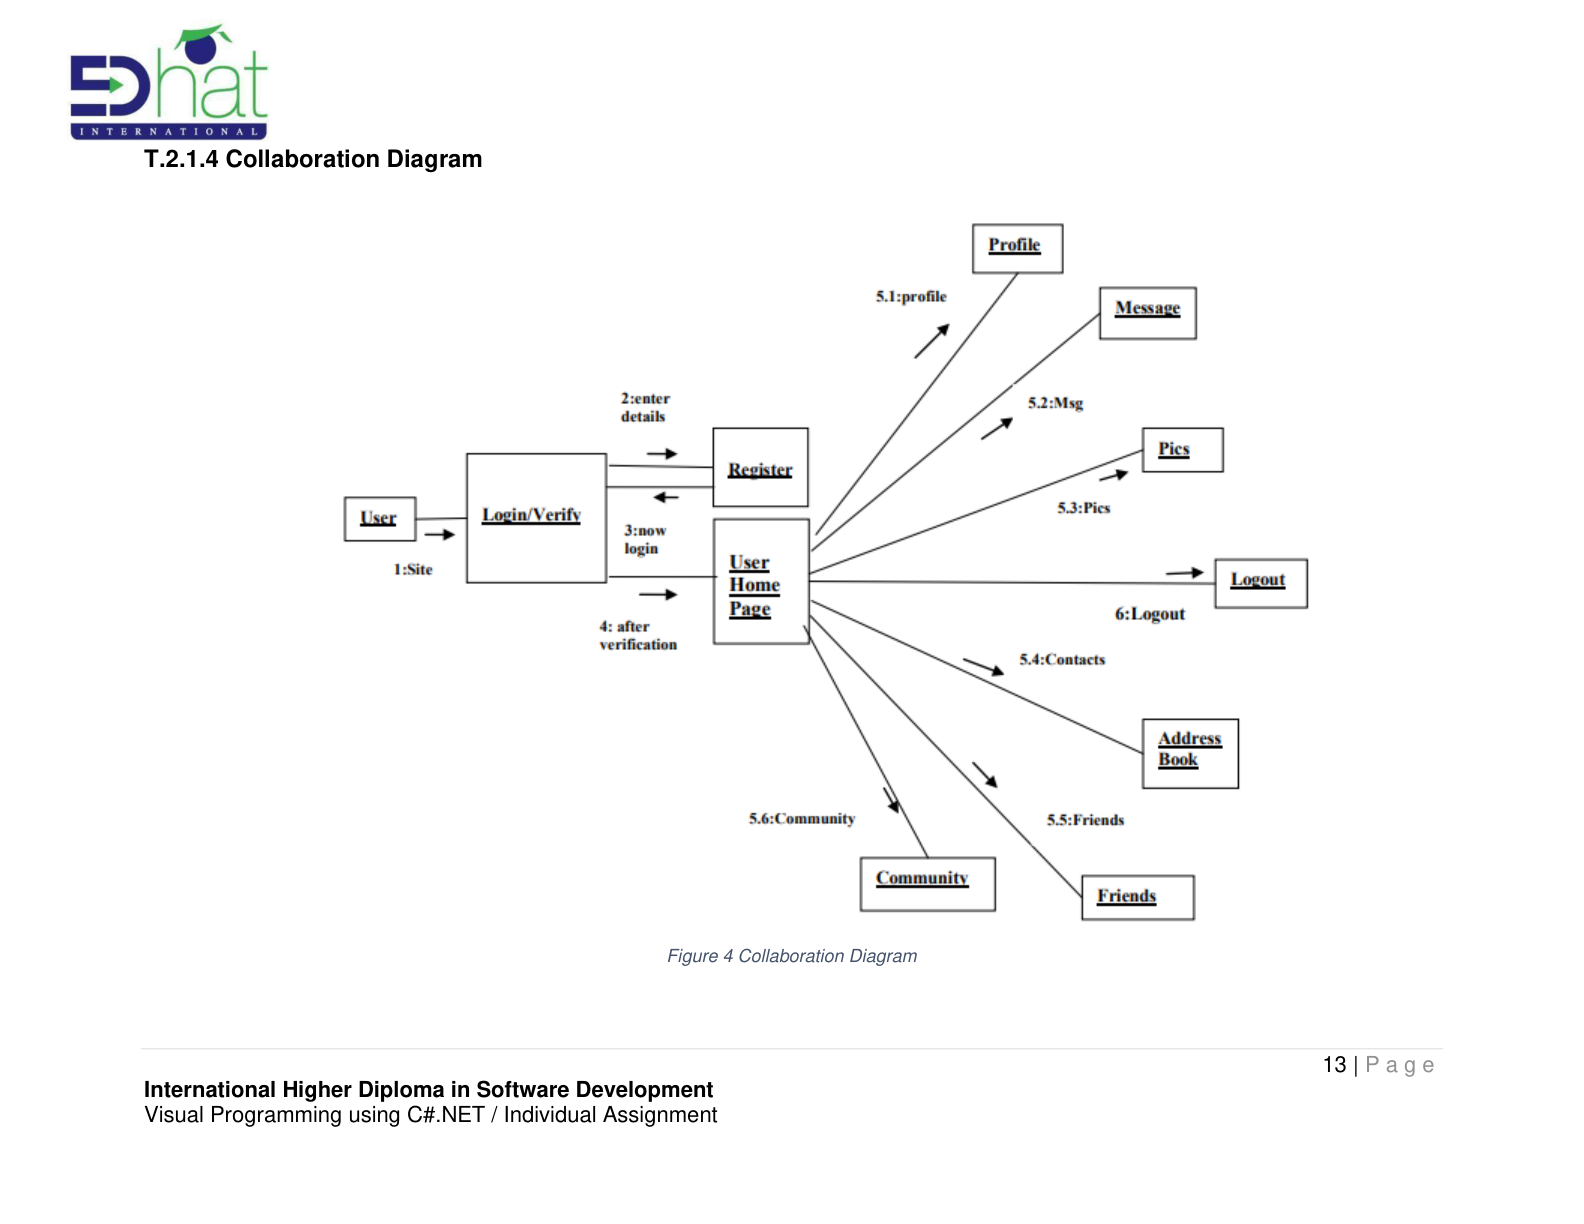 EDhat
INTERNATIONAL
T.2.1.4 Collaboration Diagram
Profile
5.1:profile
Message
2:enter
details
5.2:Msg
Register
Pics
User
Login/Verify
5.3:Pics
3:now
login
1:Site
User
Home
Page
Logout
6:Logout
4: after
verification
5.4:Contacts
Address
Book
5.6:Community
5.5:Friends
Community
Friends
Figure 4 Collaboration Diagram
13 | Page
International Higher Diploma in Software Development
Visual Programming using C#.NET / Individual Assignment